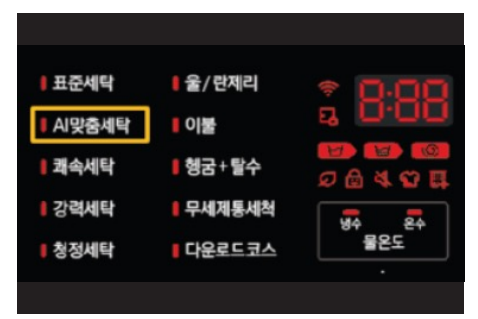 표준세탁
AI맞춤세탁
쾌속세탁
강력세탁
청정세탁
울/란제리
이불
헹굼+탈수
무세제통세척
다운로드코스
8:88
냉수 온수
물온도